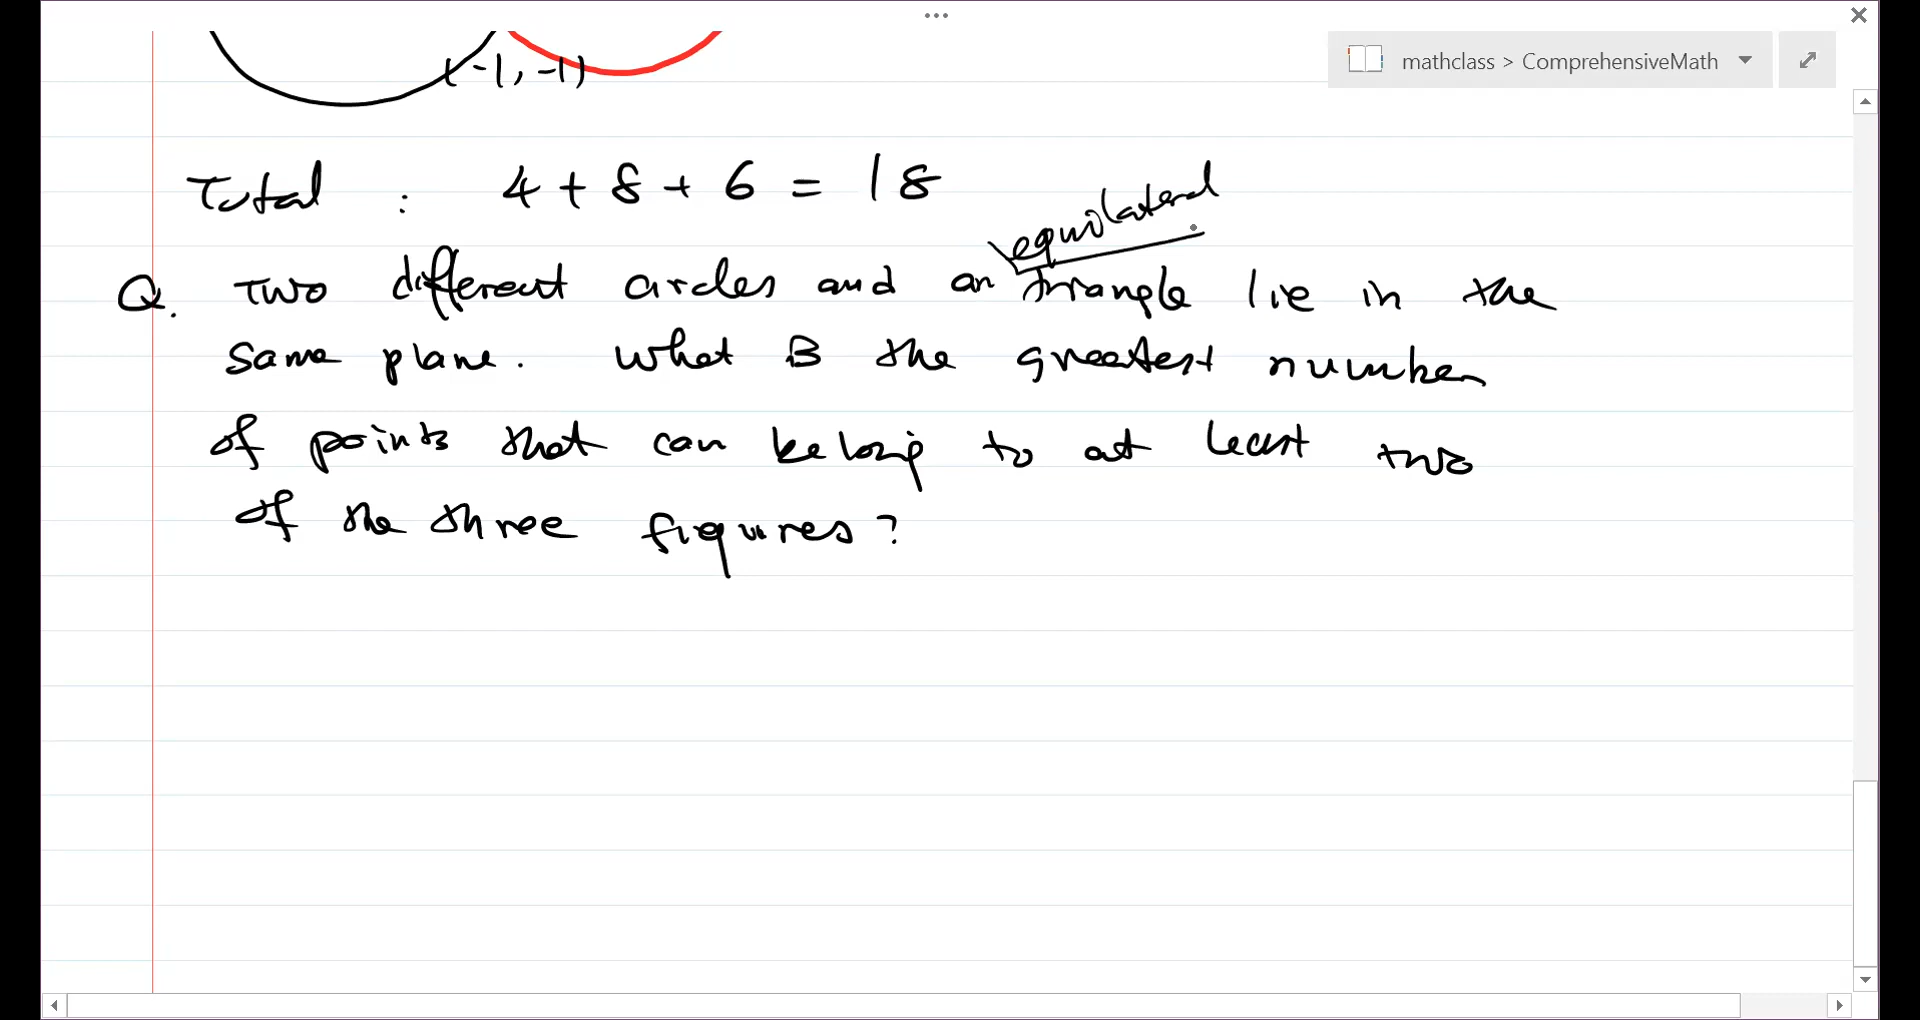 (-1, -1)
mathclass > ComprehensiveMath
Total : 4 + 8 + 6 = 18
equilateral
Q. Two different circles and an triangle lie in the
same plane. What is the greatest number
of points that can belong to at least two
of the three figures?